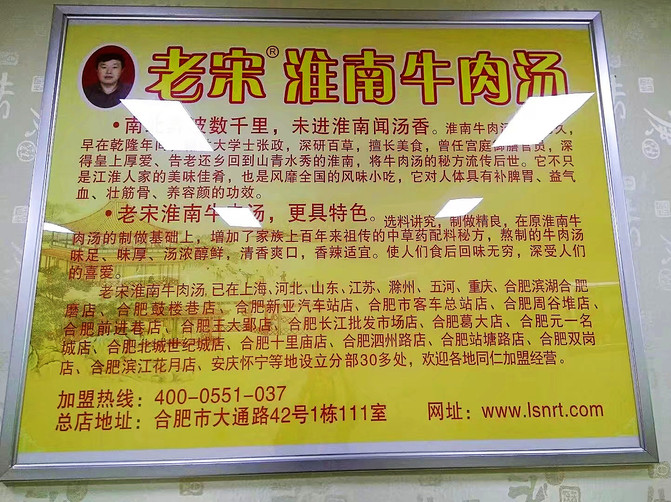 老宋® 淮南牛肉汤
•南 波数千里，未进淮南闻汤香。淮南牛肉 久，
早在乾隆年间 大学士张政，深研百草，擅长美食，曾任宫庭御膳官员，深
得皇上厚爱、告老还乡回到山青水秀的淮南，将牛肉汤的秘方流传后世。它不只
是江淮人家的美味佳肴，也是风靡全国的风味小吃，它对人体具有补脾胃、益气
血、壮筋骨、养容颜的功效。
•老宋淮南牛肉汤，更具特色。选料讲究，制做精良，在原淮南牛
肉汤的制做基础上，增加了家族上百年来祖传的中草药配料秘方，熬制的牛肉汤
味足、味厚、汤浓醇鲜，清香爽口，香辣适宜。使人们食后回味无穷，深受人们
的喜爱。
老宋淮南牛肉汤,已在上海、河北、山东、江苏、滁州、五河、重庆、合肥滨湖合肥
磨店、合肥鼓楼巷店、合肥新亚汽车站店、合肥市客车总站店、合肥周谷堆店、
合肥前进巷店、合肥王大郢店、合肥长江批发市场店、合肥葛大店、合肥元一名
城店、合肥北城世纪城店、合肥十里庙店、合肥泗州路店、合肥站塘路店、合肥双岗
店、合肥滨江花月店、安庆怀宁等地设立分部30多处，欢迎各地同仁加盟经营。
加盟热线：400-0551-037
总店地址：合肥市大通路42号1栋111室 网址：www.lsnrt.com